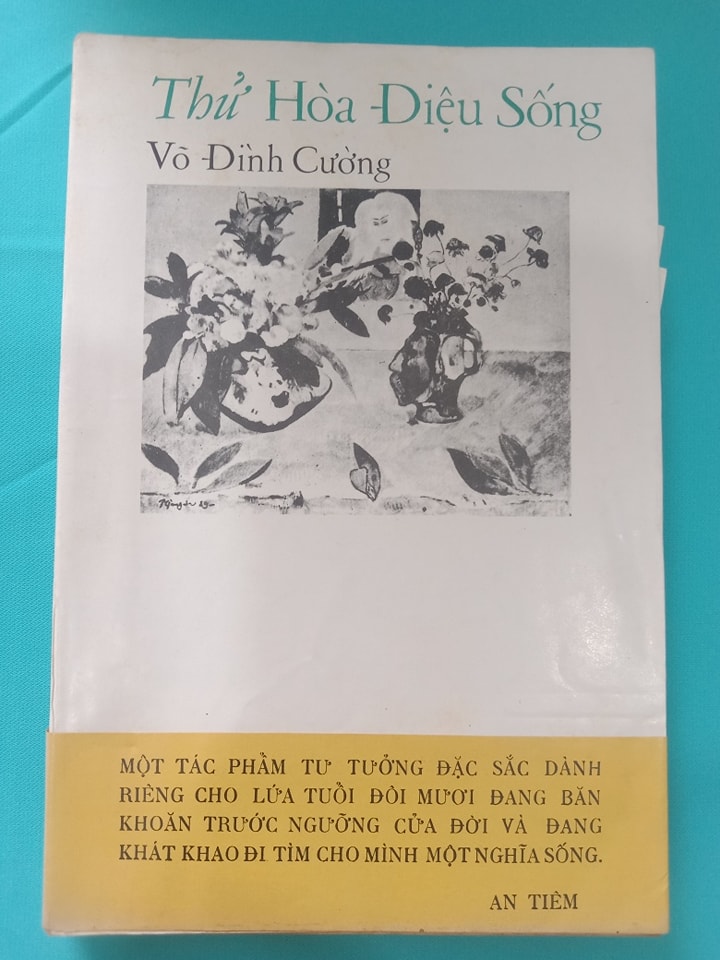 Thử Hòa Điệu Sống
Võ Đình Cường
MỘT TÁC PHẨM TƯ TƯỞNG ĐẶC SẮC DÀNH
RIÊNG CHO LỨA TUỔI ĐÔI MƯƠI ĐANG BĂN
KHOĂN TRƯỚC NGƯỠNG CỬA ĐỜI VÀ ĐANG
KHÁT KHAO ĐI TÌM CHO MÌNH MỘT NGHĨA SỐNG.
AN TIÊM